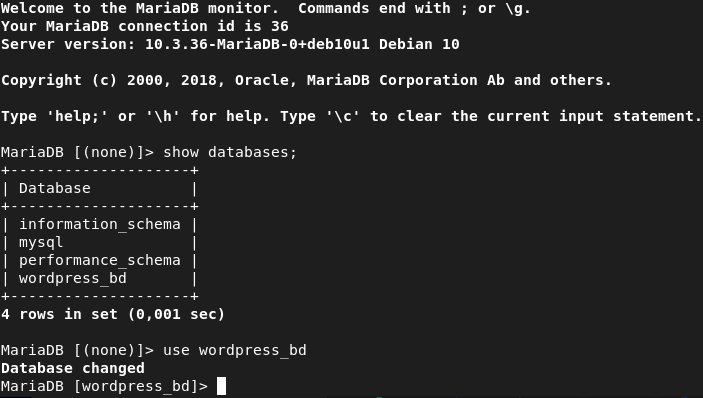 Welcome to the MariaDB monitor.  Commands end with ; or \g.
Your MariaDB connection id is 36
Server version: 10.3.36-MariaDB-0+deb10u1 Debian 10
Copyright (c) 2000, 2018, Oracle, MariaDB Corporation Ab and others.
Type 'help;' or '\h' for help. Type '\c' to clear the current input statement.
MariaDB [(none)]> show databases;
+--------------------+
| Database           |
+--------------------+
| information_schema |
| mysql              |
| performance_schema |
| wordpress_bd       |
+--------------------+
4 rows in set (0,001 sec)
MariaDB [(none)]> use wordpress_bd
Database changed
MariaDB [wordpress_bd]>